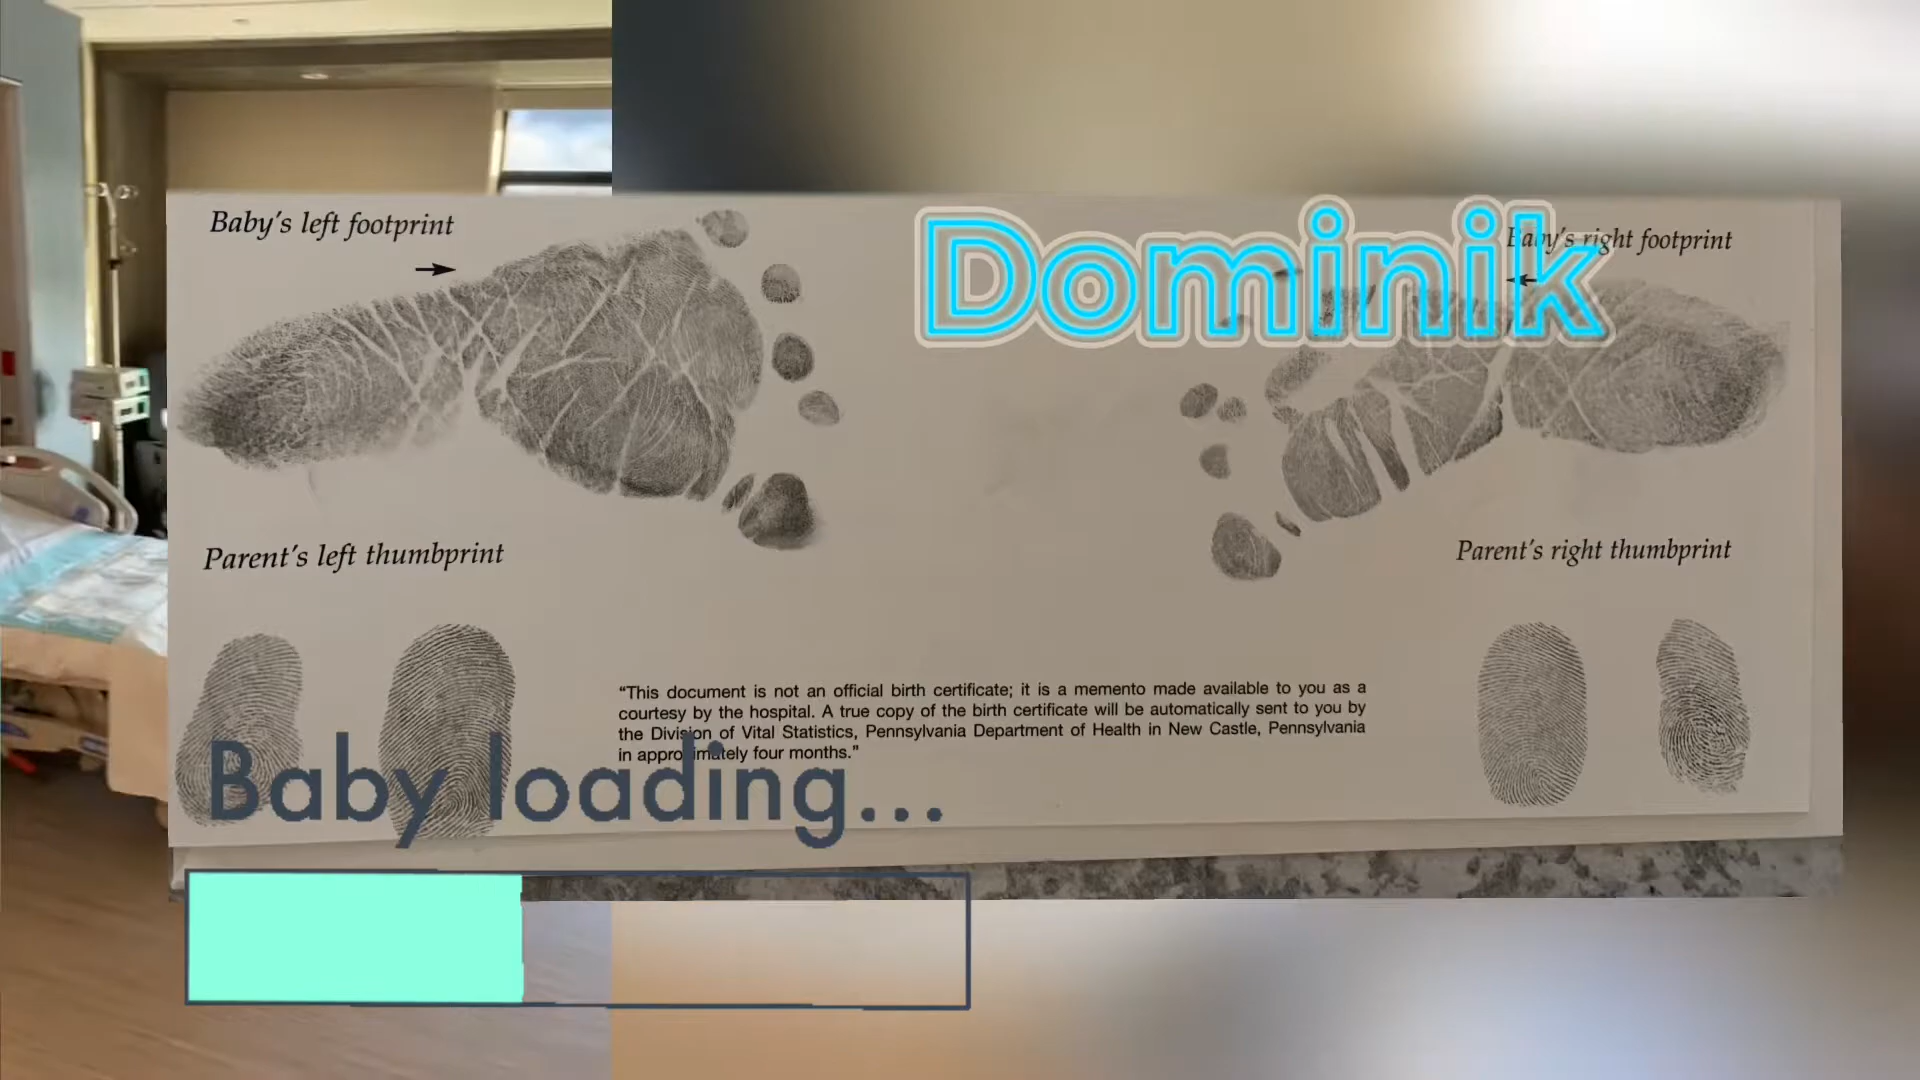 Baby's left footprint
Dominik
Baby's right footprint
Parent's left thumbprint
Parent's right thumbprint
“This document is not an official birth certificate; it is a memento made available to you as a
courtesy by the hospital. A true copy of the birth certificate will be automatically sent to you by
the Division of Vital Statistics, Pennsylvania Department of Health in New Castle, Pennsylvania
in approximately four months.”
Baby loading...